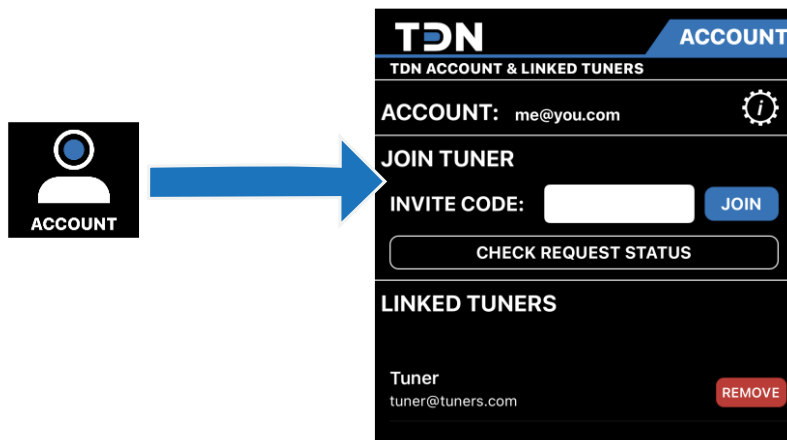 ACCOUNT
TDN
ACCOUNT
TDN ACCOUNT & LINKED TUNERS
ACCOUNT: me@you.com
i
JOIN TUNER
INVITE CODE:
JOIN
CHECK REQUEST STATUS
LINKED TUNERS
Tuner
tuner@tuners.com
REMOVE